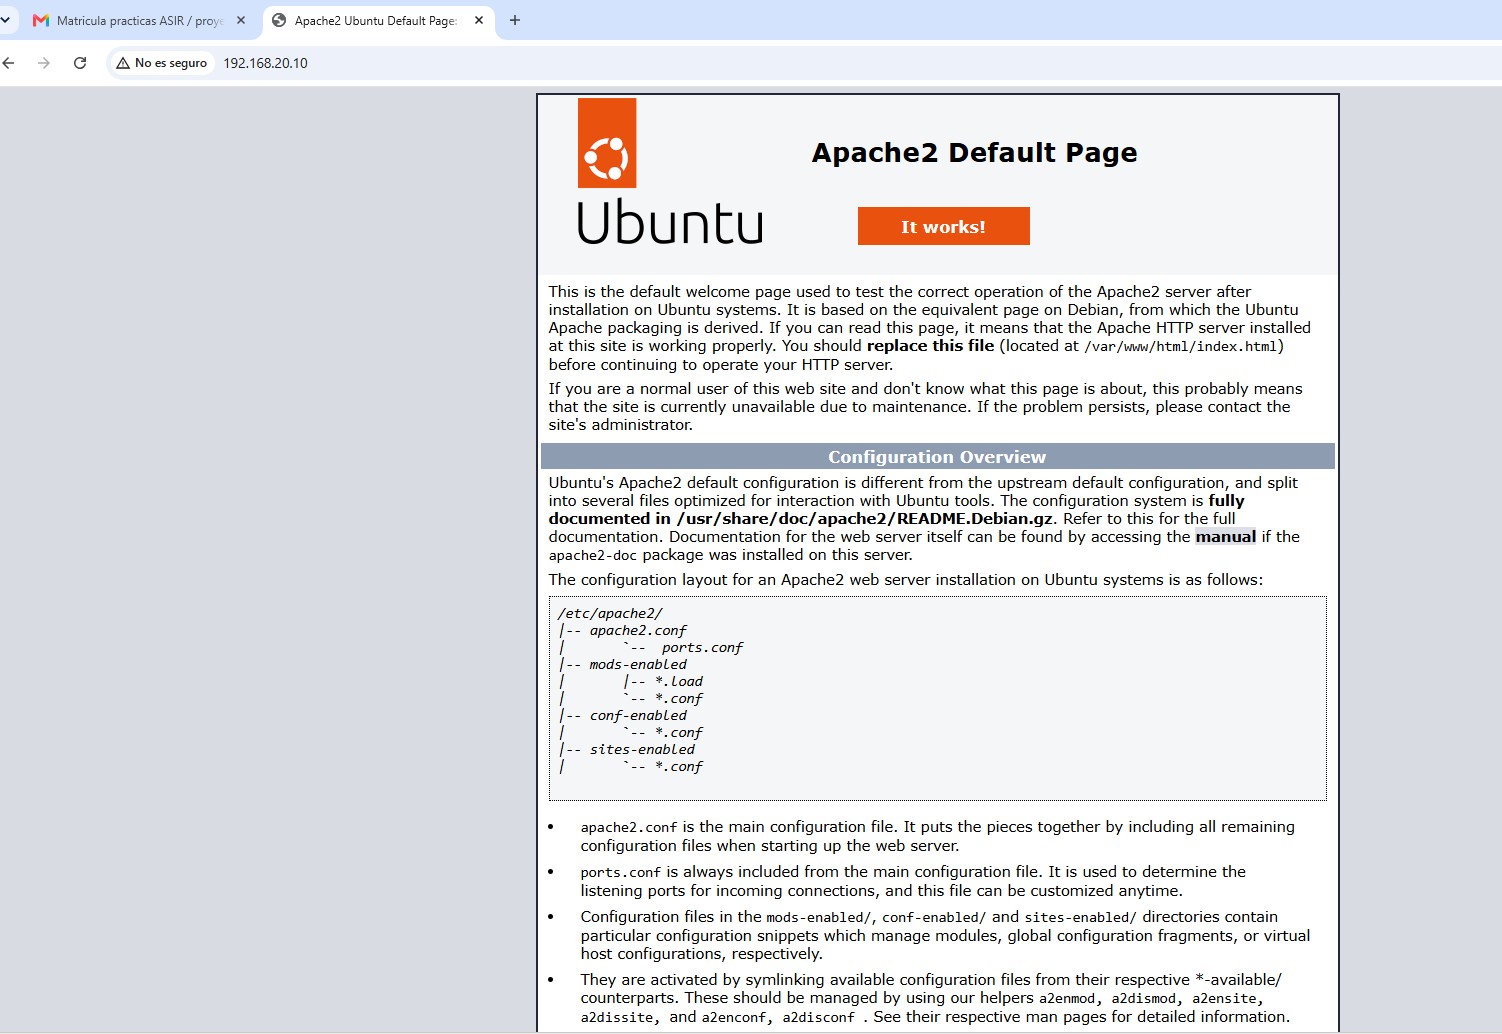 Matricula practicas ASIR / proye
Apache2 Ubuntu Default Page:
No es seguro 192.168.20.10
Apache2 Default Page
Ubuntu
It works!
This is the default welcome page used to test the correct operation of the Apache2 server after
installation on Ubuntu systems. It is based on the equivalent page on Debian, from which the Ubuntu
Apache packaging is derived. If you can read this page, it means that the Apache HTTP server installed
at this site is working properly. You should replace this file (located at /var/www/html/index.html)
before continuing to operate your HTTP server.
If you are a normal user of this web site and don't know what this page is about, this probably means
that the site is currently unavailable due to maintenance. If the problem persists, please contact the
site's administrator.
Configuration Overview
Ubuntu's Apache2 default configuration is different from the upstream default configuration, and split
into several files optimized for interaction with Ubuntu tools. The configuration system is fully
documented in /usr/share/doc/apache2/README.Debian.gz. Refer to this for the full
documentation. Documentation for the web server itself can be found by accessing the manual if the
apache2-doc package was installed on this server.
The configuration layout for an Apache2 web server installation on Ubuntu systems is as follows:
/etc/apache2/
|-- apache2.conf
|       `--  ports.conf
|-- mods-enabled
|       |-- *.load
|       `-- *.conf
|-- conf-enabled
|       `-- *.conf
|-- sites-enabled
|       `-- *.conf
• apache2.conf is the main configuration file. It puts the pieces together by including all remaining
configuration files when starting up the web server.
• ports.conf is always included from the main configuration file. It is used to determine the
listening ports for incoming connections, and this file can be customized anytime.
• Configuration files in the mods-enabled/, conf-enabled/ and sites-enabled/ directories contain
particular configuration snippets which manage modules, global configuration fragments, or virtual
host configurations, respectively.
• They are activated by symlinking available configuration files from their respective *-available/
counterparts. These should be managed by using our helpers a2enmod, a2dismod, a2ensite,
a2dissite, and a2enconf, a2disconf . See their respective man pages for detailed information.